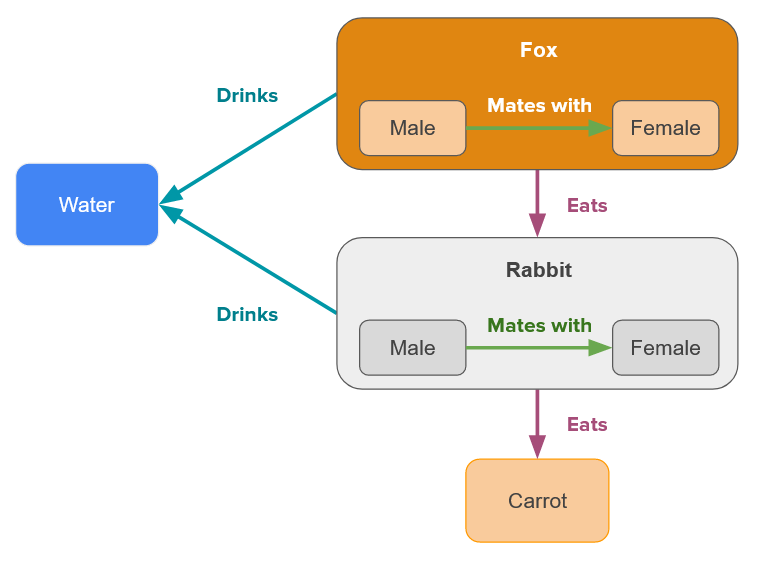 Fox
Drinks
Mates with
Male
Female
Water
Eats
Rabbit
Drinks
Mates with
Male
Female
Eats
Carrot